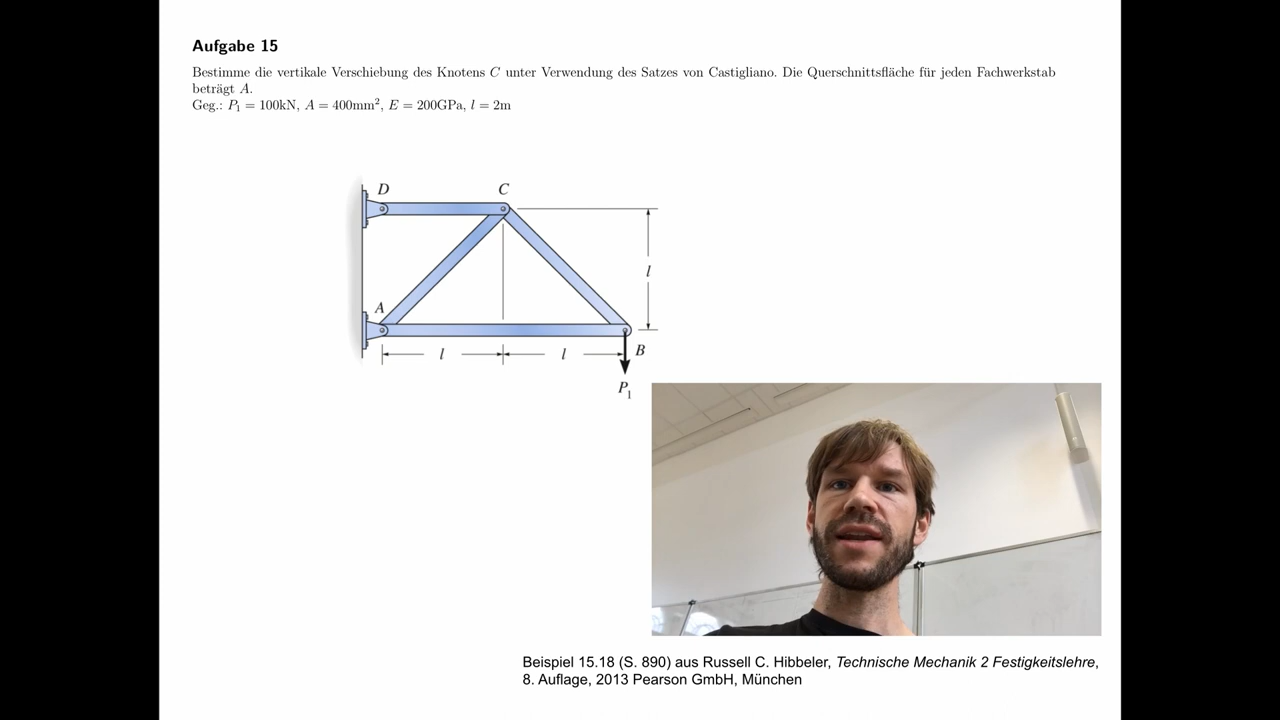 Aufgabe 15
Bestimme die vertikale Verschiebung des Knotens C unter Verwendung des Satzes von Castigliano. Die Querschnittsfläche für jeden Fachwerkstab
beträgt A.
Geg.: P₁ = 100kN, A = 400mm², E = 200GPa, l = 2m
D
C
l
A
l
l
B
P₁
Beispiel 15.18 (S. 890) aus Russell C. Hibbeler, Technische Mechanik 2 Festigkeitslehre,
8. Auflage, 2013 Pearson GmbH, München